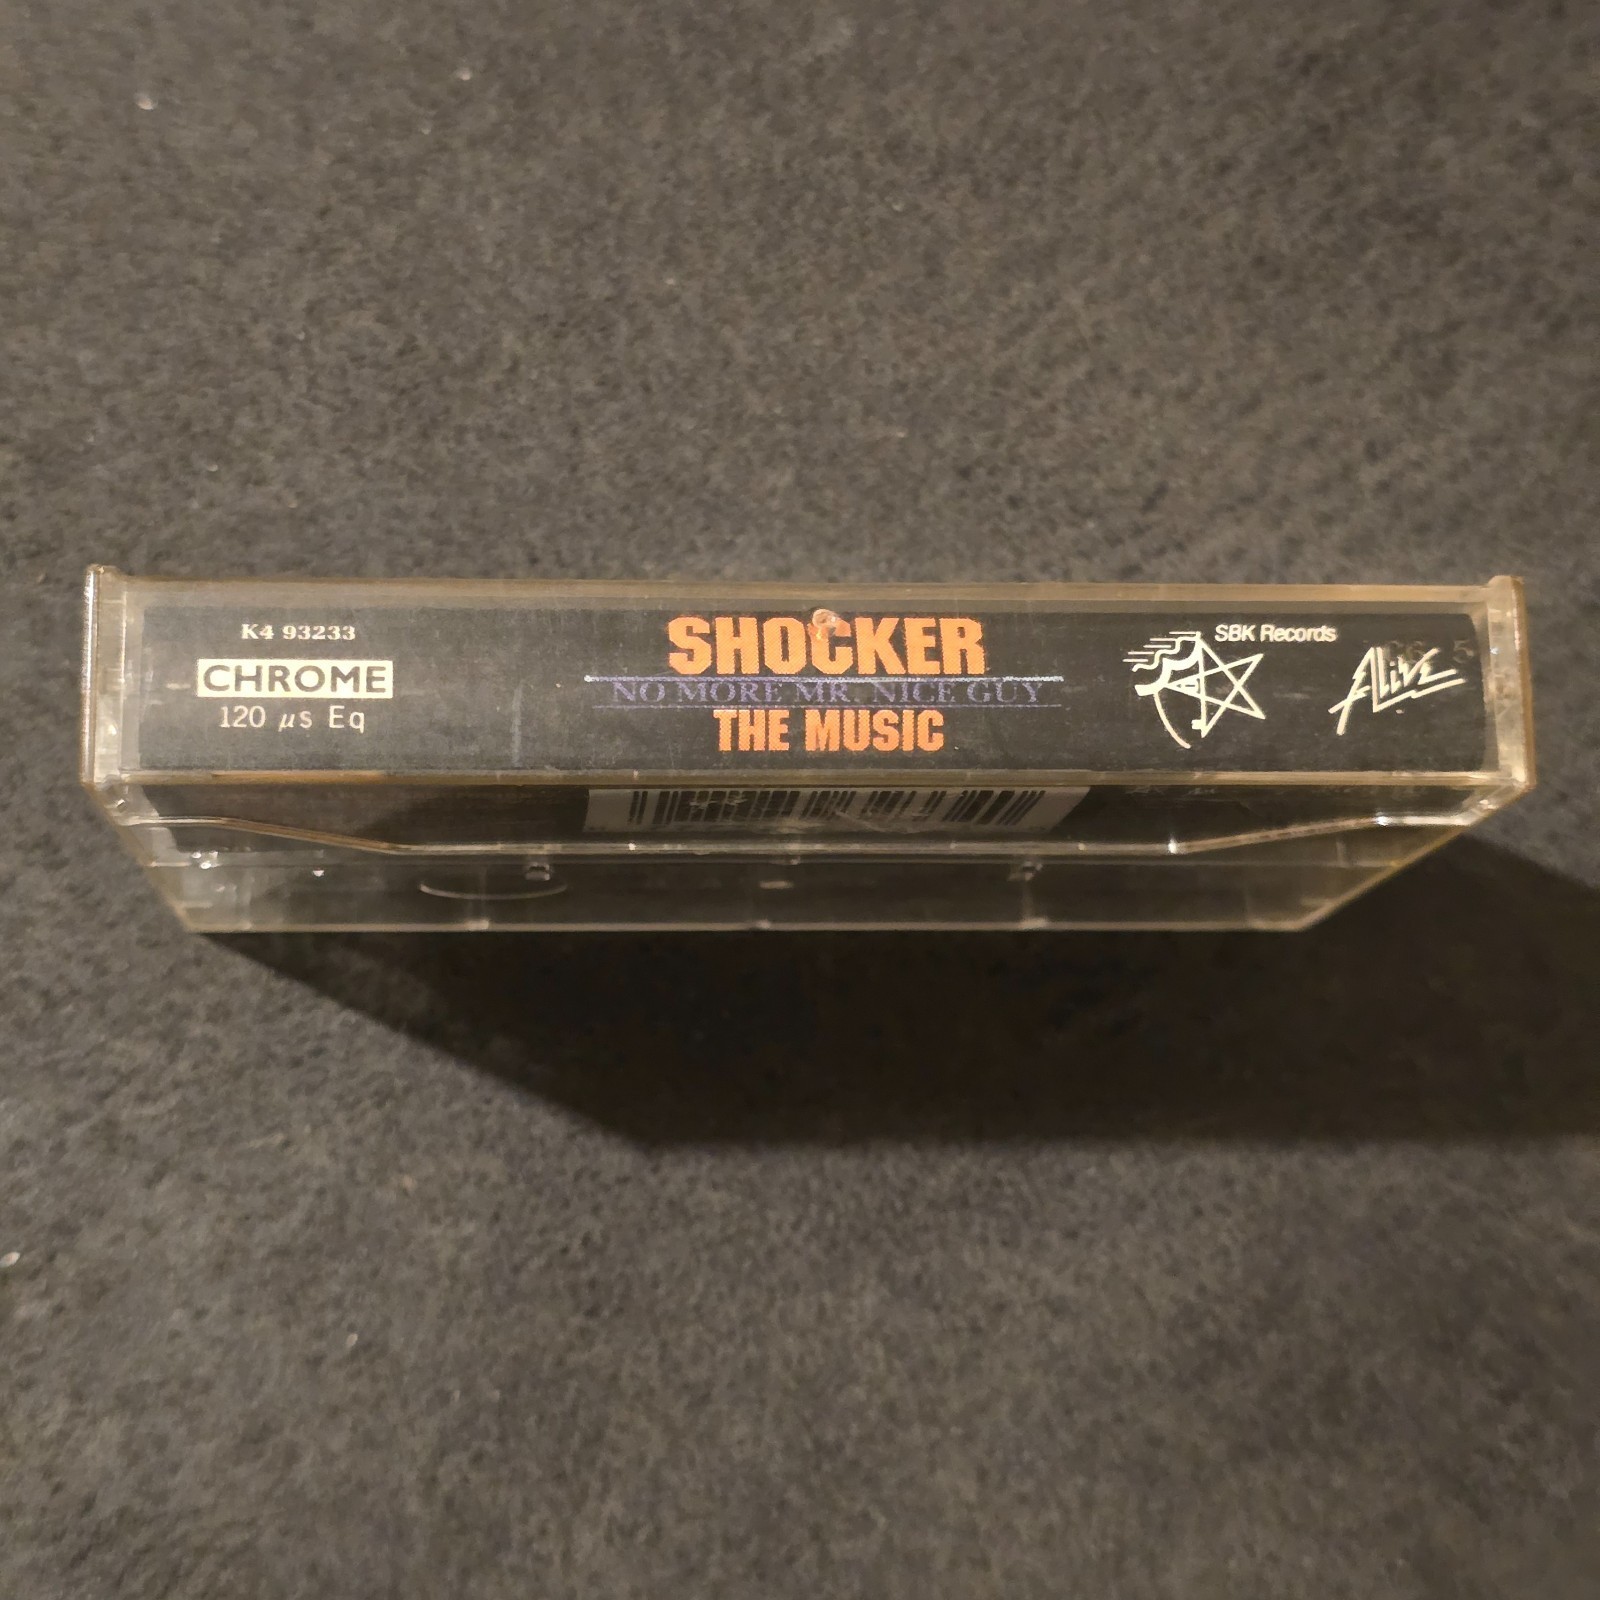 K4 93233
CHROME
120 µs Eq
SHOCKER
NO MORE MR. NICE GUY
THE MUSIC
SBK Records
Alive